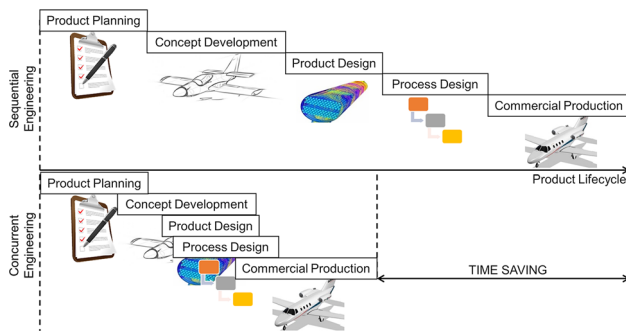 Product Planning
Concept Development
Product Design
Process Design
Commercial Production
Sequential
Engineering
Product Lifecycle
Product Planning
Concept Development
Product Design
Process Design
Commercial Production
Concurrent
Engineering
TIME SAVING